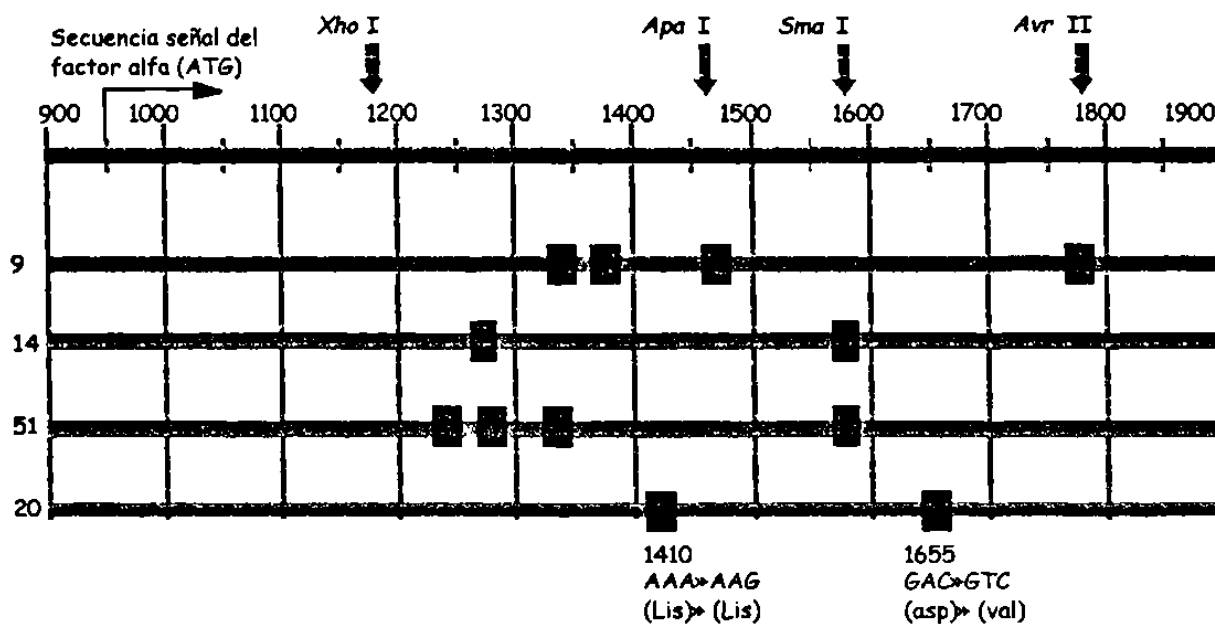 Xho I Apa I Sma I Avr II
Secuencia señal del
factor alfa (ATG)
900 1000 1100 1200 1300 1400 1500 1600 1700 1800 1900
9
14
51
20
1410 1655
AAA»AAG GAC»GTC
(Lis)» (Lis) (asp)» (val)